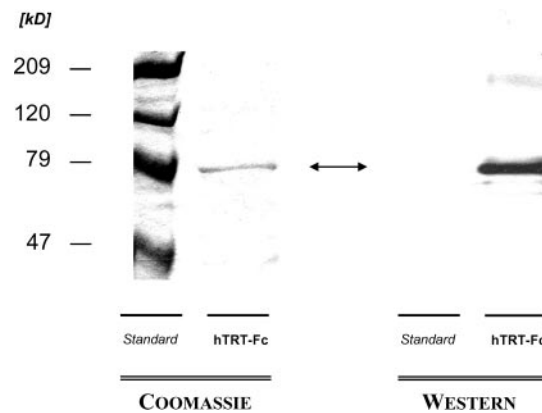 [kD]
209 —
120 —
79 —
47 —
Standard hTRT-Fc Standard hTRT-Fc
COOMASSIE WESTERN